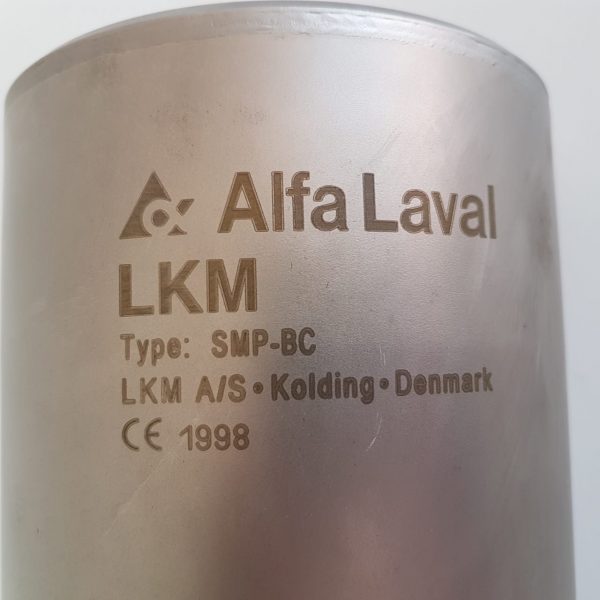 Alfa Laval
LKM
Type: SMP-BC
LKM A/S • Kolding • Denmark
CE 1998